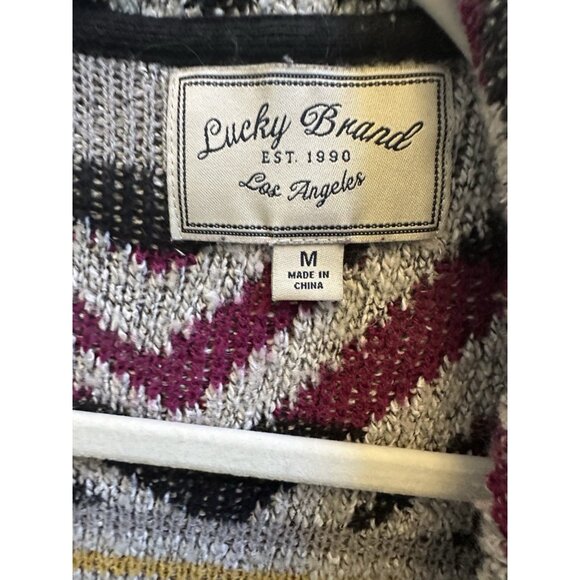 Lucky Brand
EST. 1990
Los Angeles
M
MADE IN
CHINA